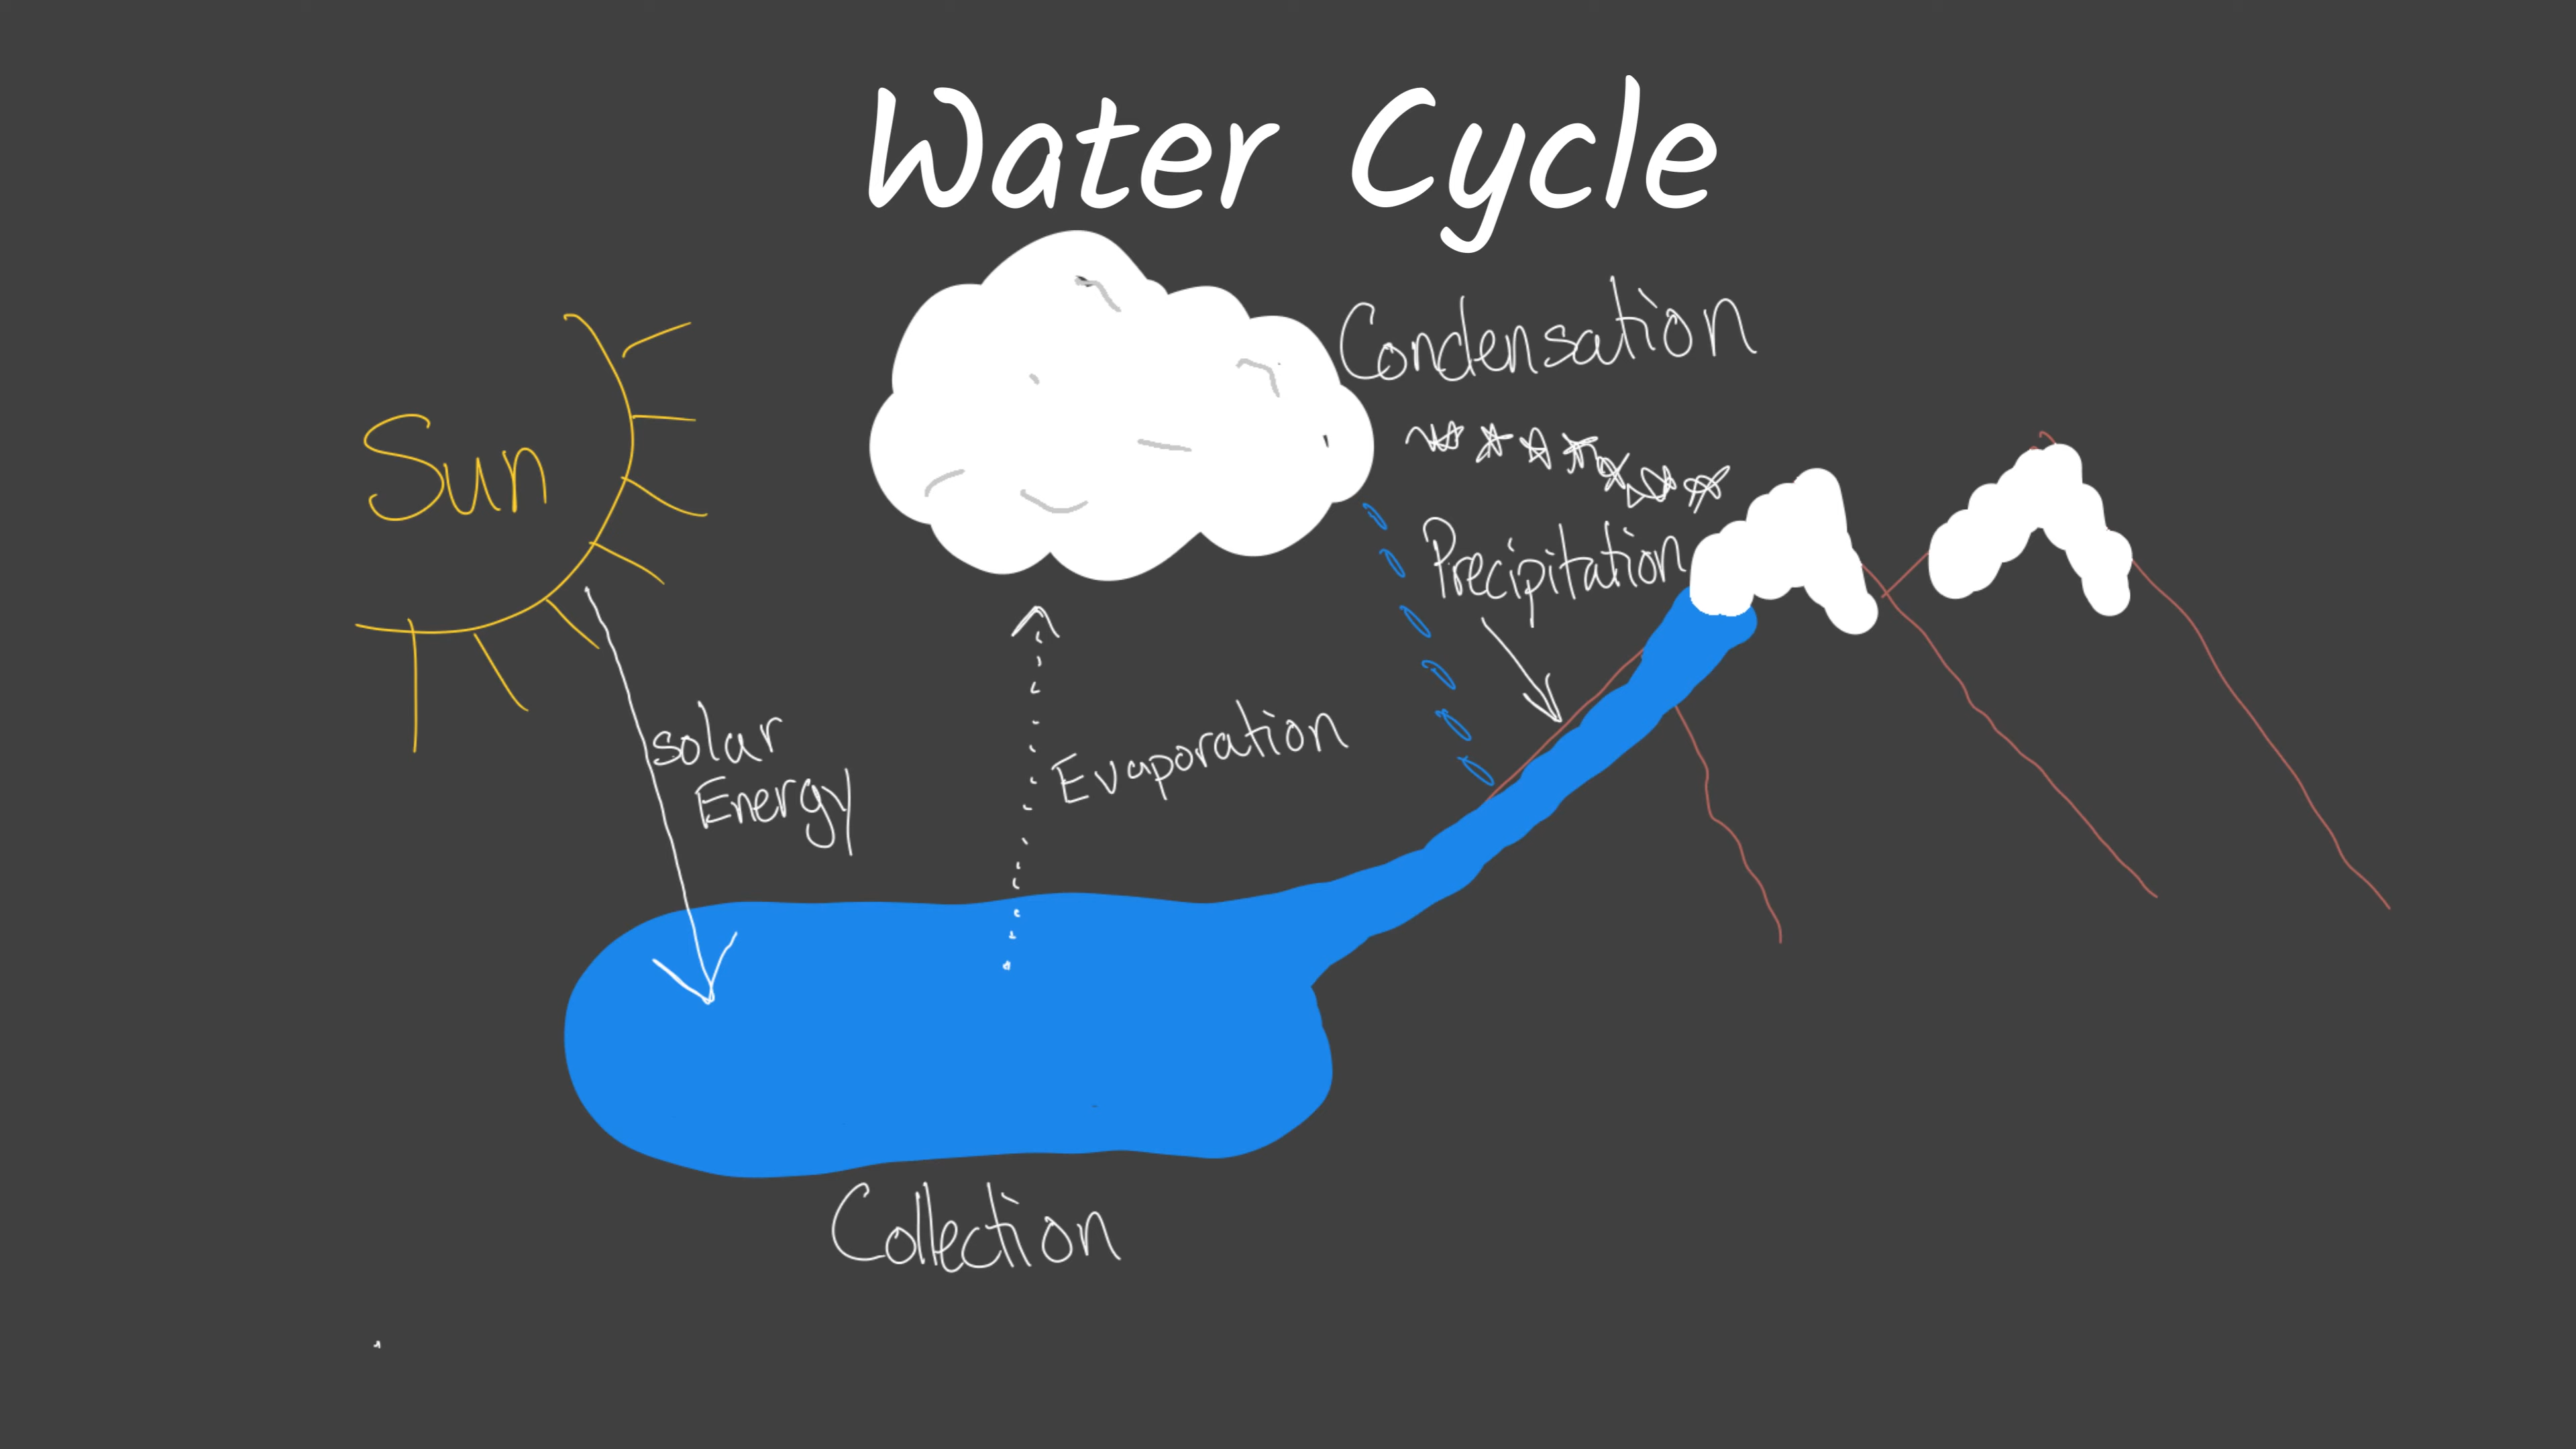 Water Cycle
Condensation
Sun
Precipitation
Solar
Energy
Evaporation
Collection